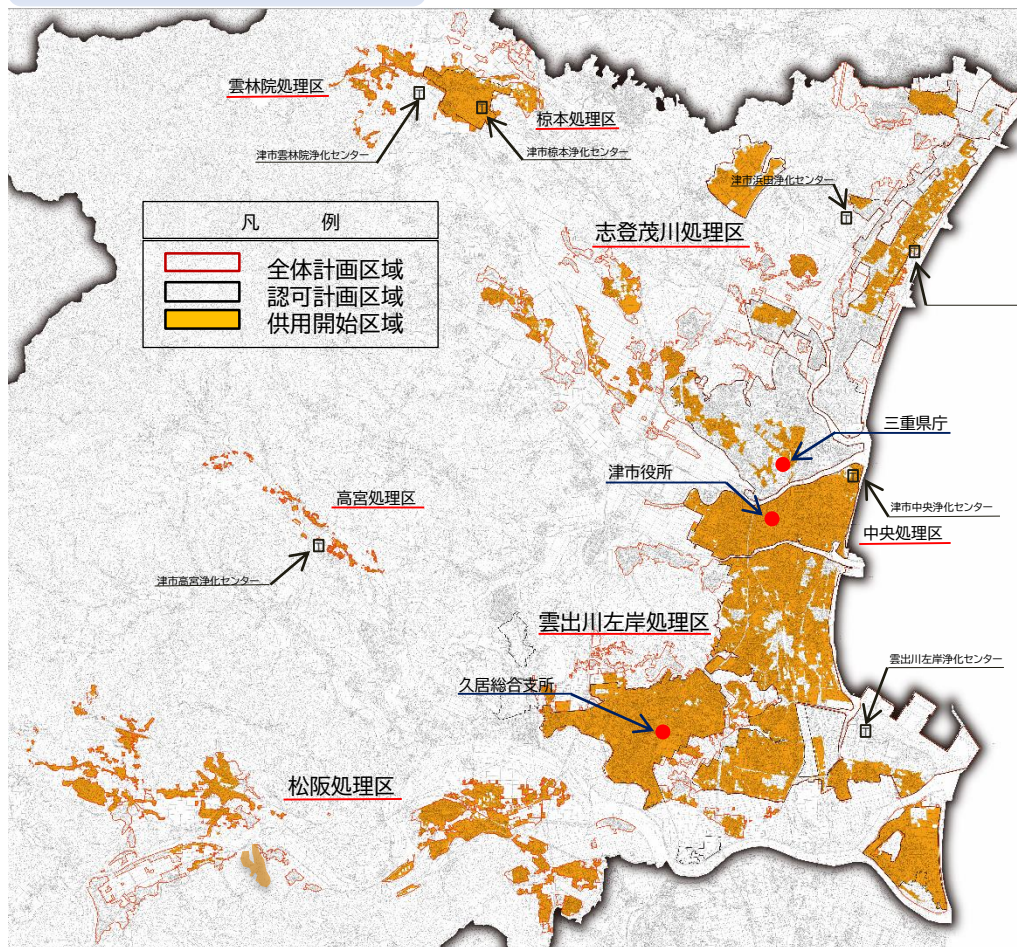 雲林院処理区
椋本処理区
津市雲林院浄化センター
津市椋本浄化センター
津市浜田浄化センター
凡 例
全体計画区域
認可計画区域
供用開始区域
志登茂川処理区
三重県庁
津市役所
高宮処理区
津市中央浄化センター
中央処理区
津市高宮浄化センター
雲出川左岸処理区
雲出川左岸浄化センター
久居総合支所
松阪処理区